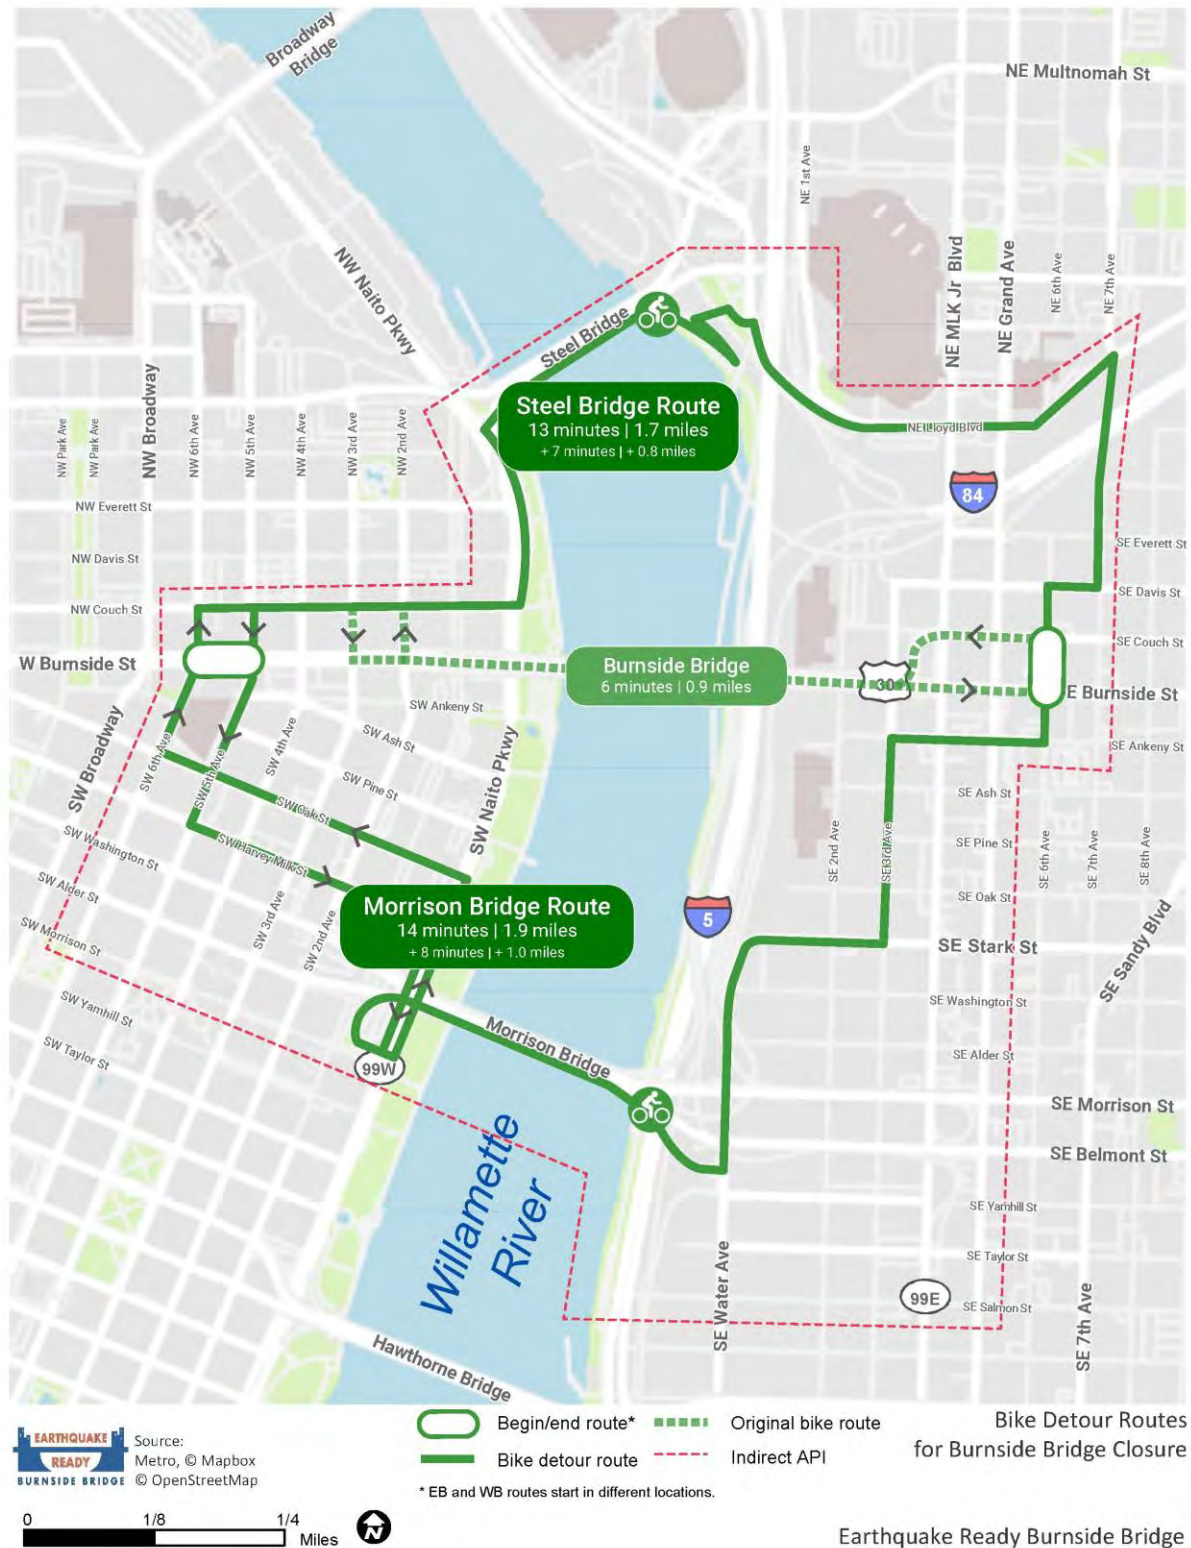 Broadway
Bridge
NE Multnomah St
NE 1st Ave
NW Naito Pkwy
NE MLK Jr Blvd
NE Grand Ave
NE 6th Ave
NE 7th Ave
Steel Bridge
NW Broadway
NW Park Ave
NW Park Ave
NW 6th Ave
NW 5th Ave
NW 4th Ave
NW 3rd Ave
NW 2nd Ave
Steel Bridge Route
13 minutes | 1.7 miles
+ 7 minutes | + 0.8 miles
NE Lloyd Blvd
84
NW Everett St
SE Everett St
NW Davis St
SE Davis St
NW Couch St
SE Couch St
W Burnside St
Burnside Bridge
6 minutes | 0.9 miles
30
E Burnside St
SW Ankeny St
SE Ankeny St
SW Broadway
SW 6th Ave
SW 5th Ave
SW 4th Ave
SW Ash St
SW Pine St
SW Naito Pkwy
SW Oak St
SE Ash St
SE Pine St
SE 2nd Ave
SE 3rd Ave
SE 6th Ave
SE 7th Ave
SE 8th Ave
SW Washington St
SW Harvey Milk St
SW Alder St
SW 3rd Ave
SW 2nd Ave
SW Morrison St
Morrison Bridge Route
14 minutes | 1.9 miles
+ 8 minutes | + 1.0 miles
5
SE Oak St
SE Stark St
SE Sandy Blvd
SE Washington St
SW Yamhill St
SW Taylor St
99W
Morrison Bridge
SE Alder St
SE Morrison St
SE Belmont St
Willamette
River
SE Yamhill St
SE Water Ave
SE Taylor St
99E
SE Salmon St
SE 7th Ave
Hawthorne Bridge
EARTHQUAKE
READY
BURNSIDE BRIDGE
Source:
Metro, © Mapbox
© OpenStreetMap
Begin/end route*
Original bike route
Bike detour route
Indirect API
* EB and WB routes start in different locations.
Bike Detour Routes
for Burnside Bridge Closure
0 1/8 1/4
Miles
N
Earthquake Ready Burnside Bridge